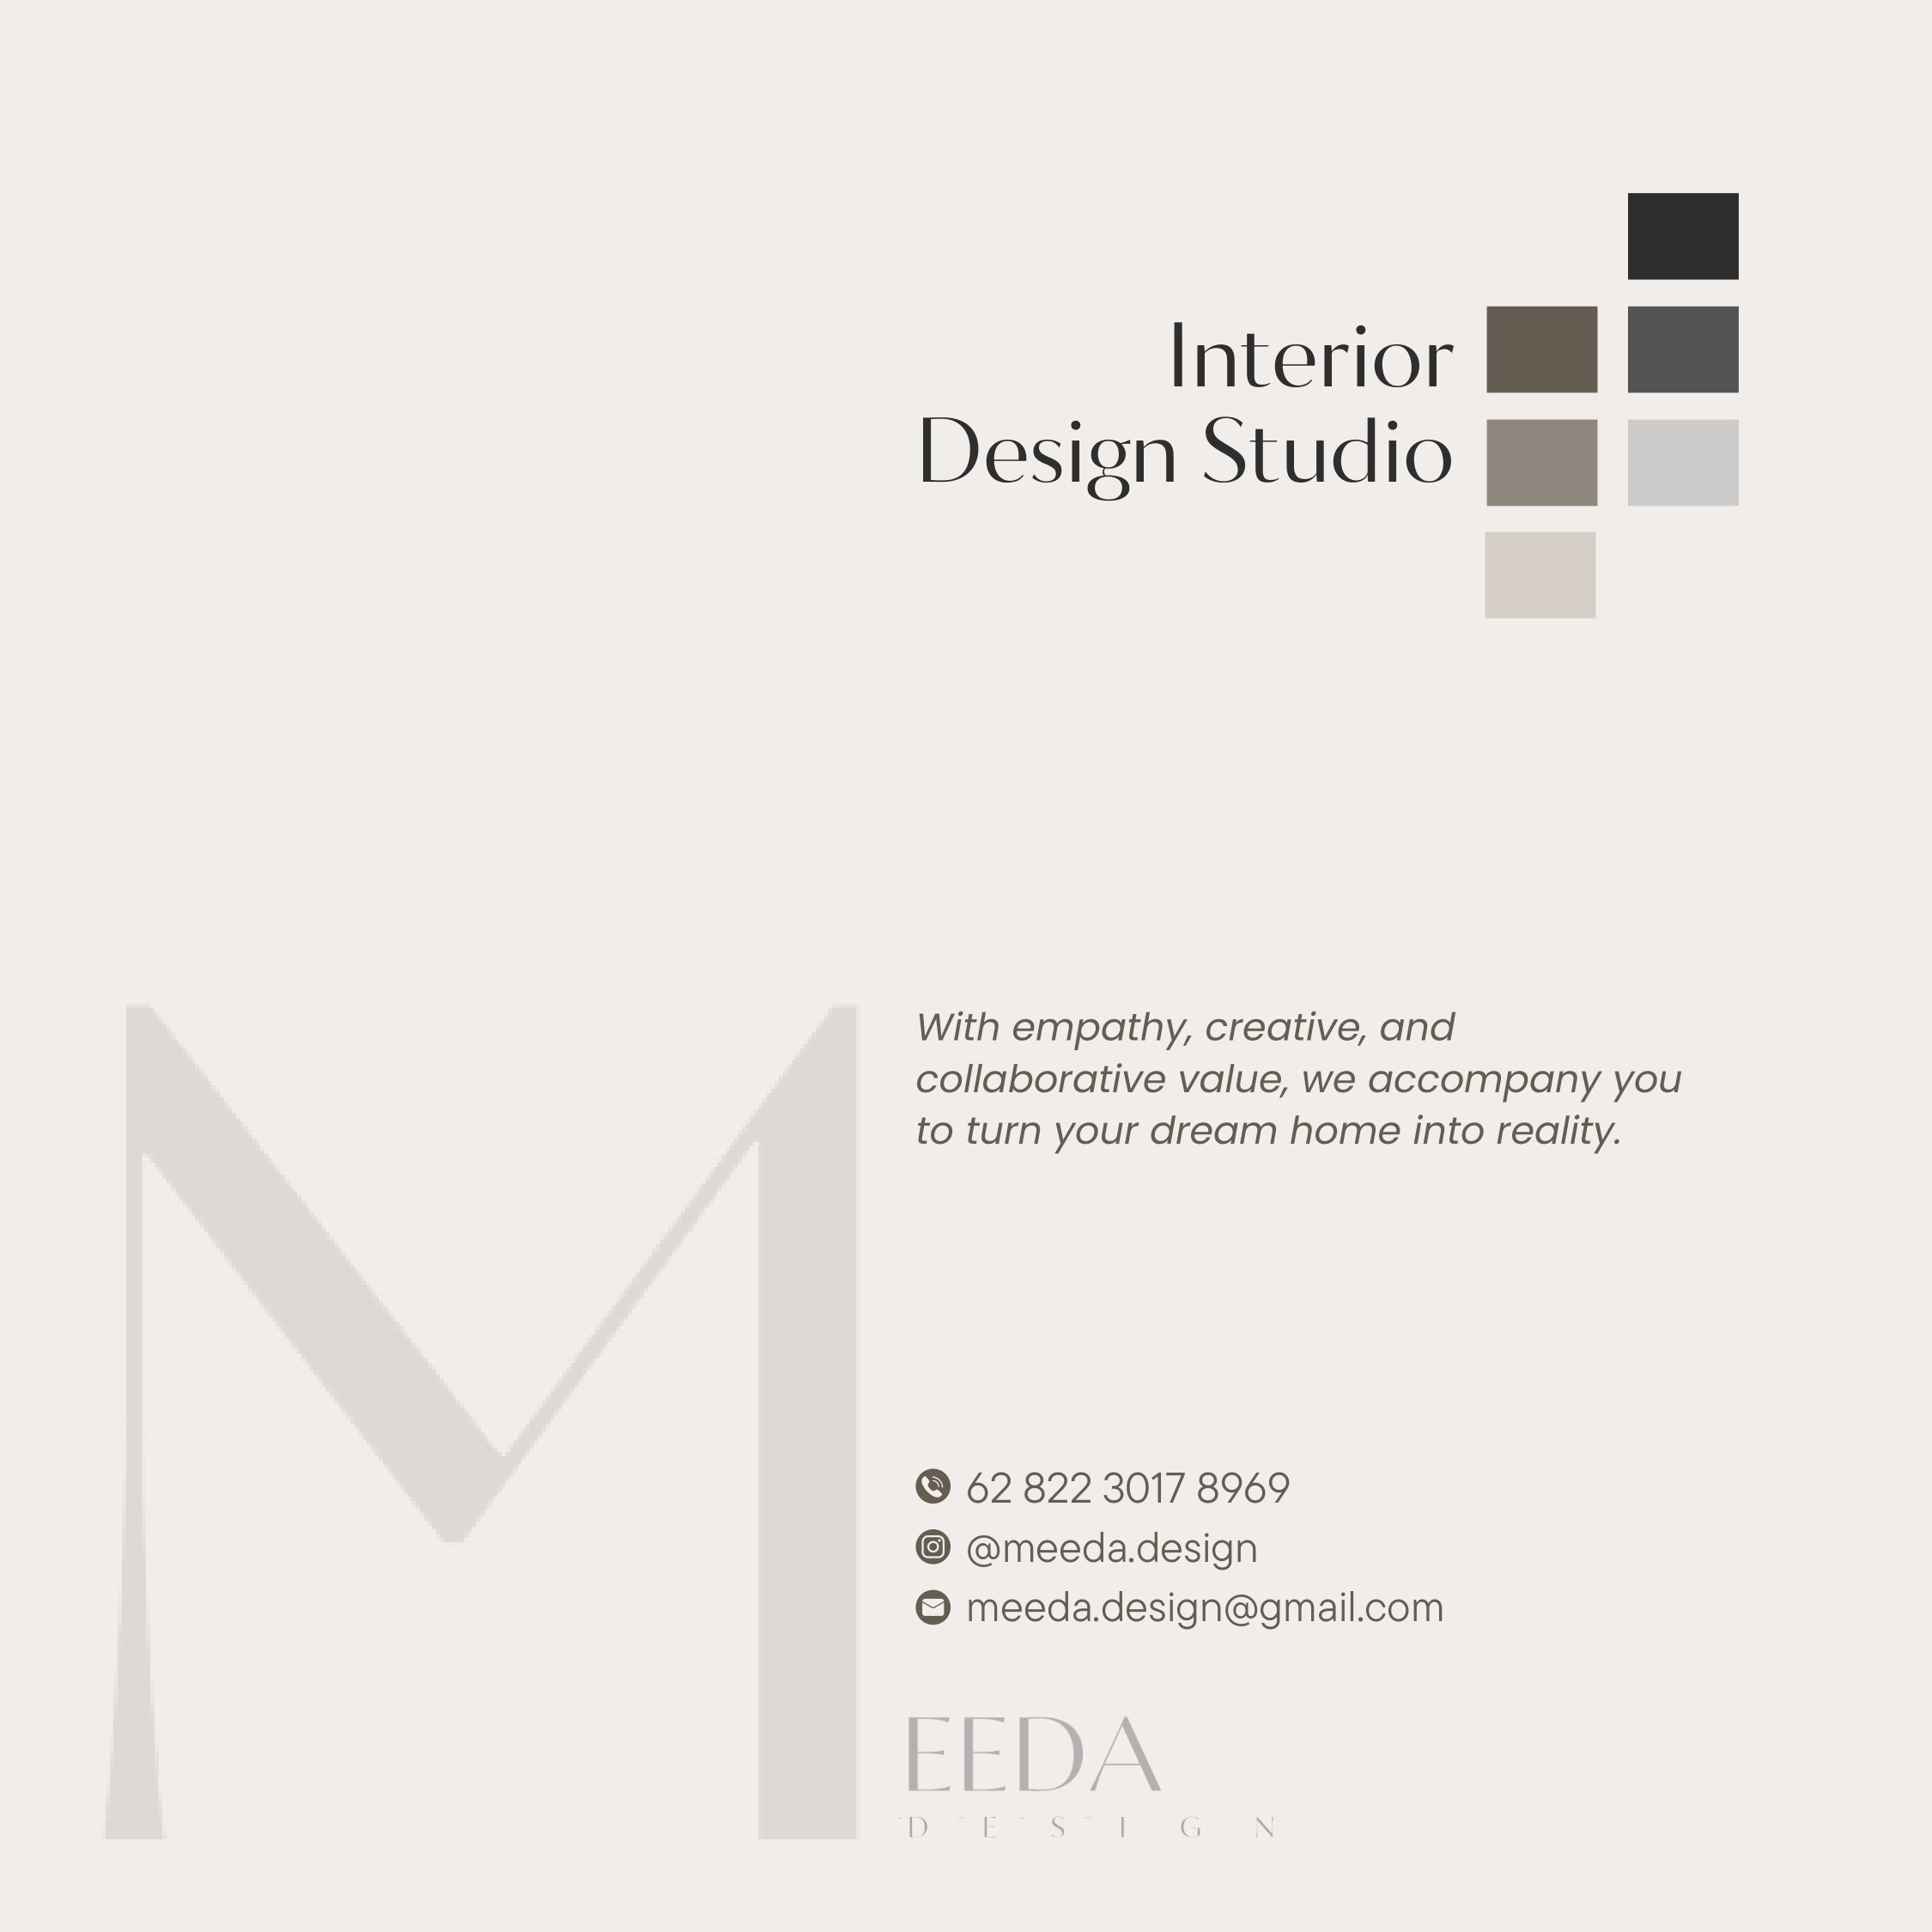 Interior
Design Studio
With empathy, creative, and
collaborative value, we accompany you
to turn your dream home into reality.
62 822 3017 8969
@meeda.design
meeda.design@gmail.com
MEEDA
DESIGN